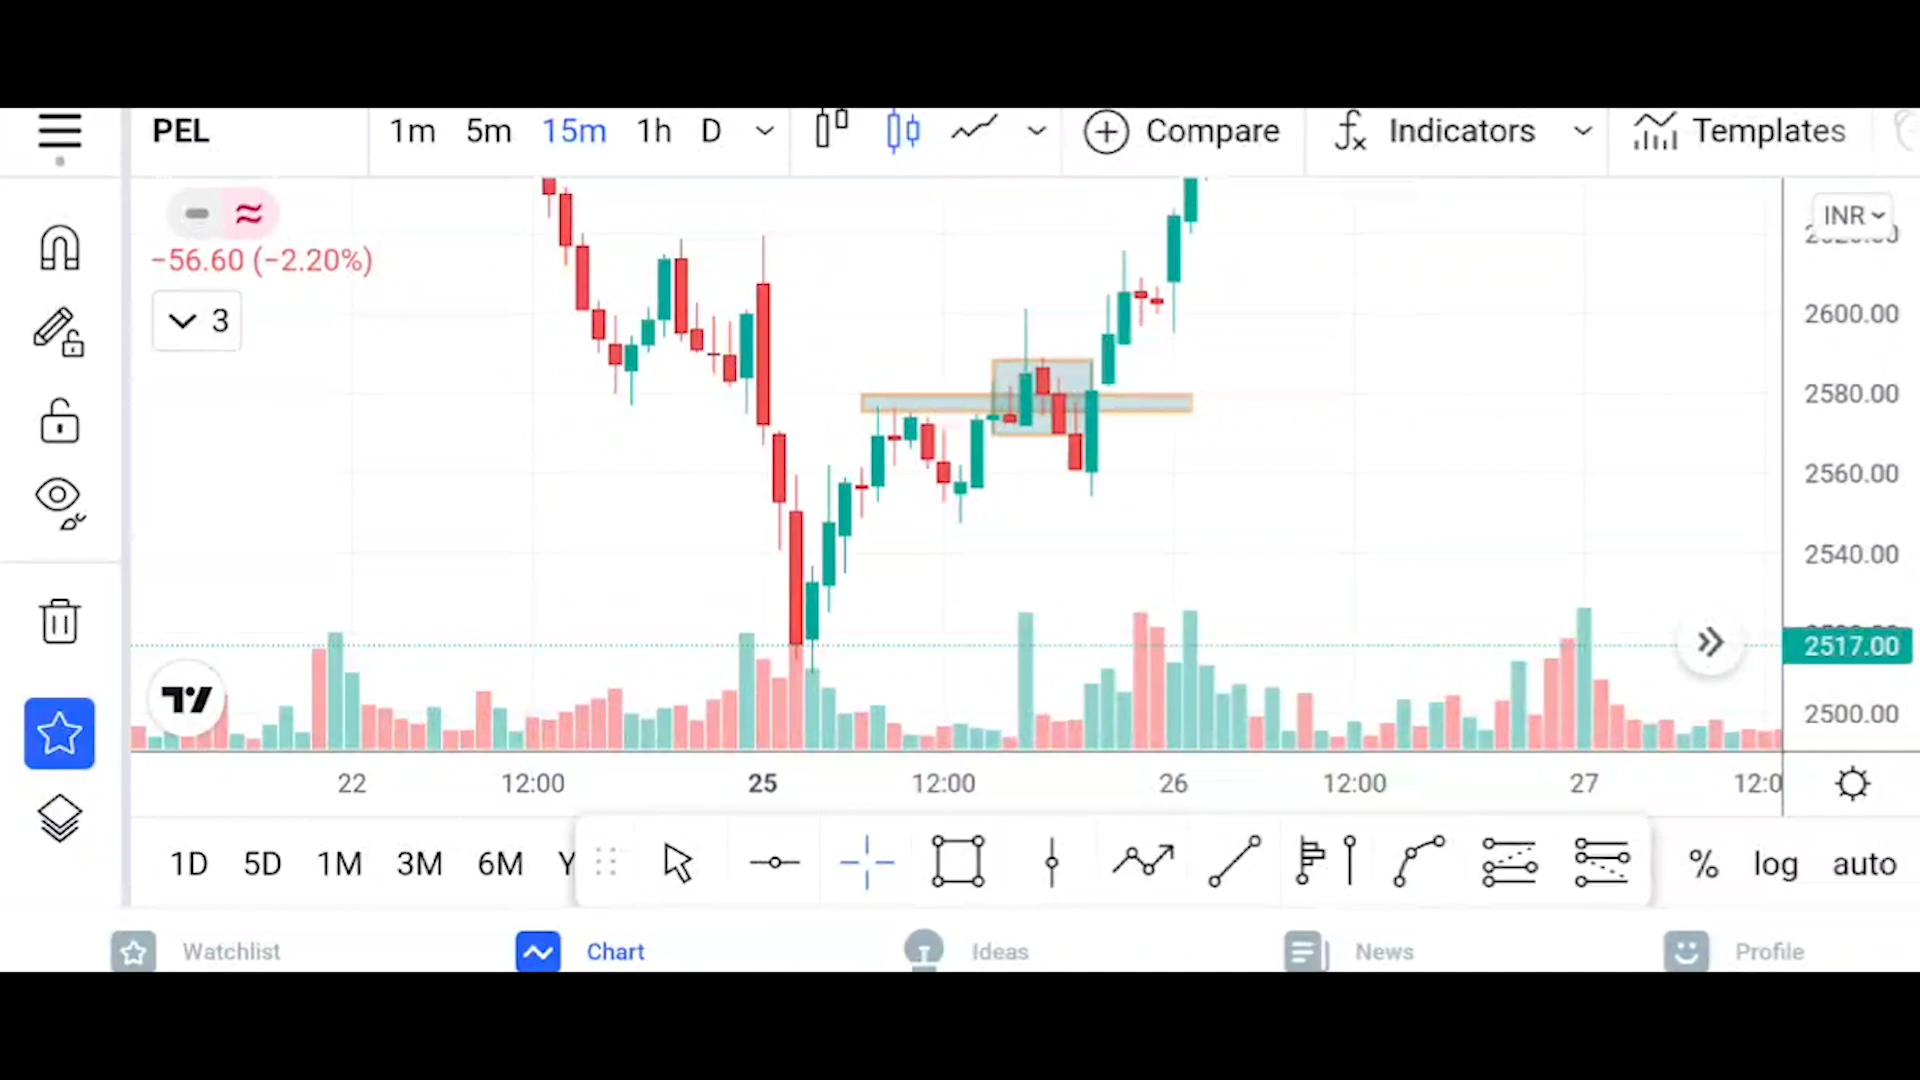 PEL 1m 5m 15m 1h D Compare Indicators Templates
INR
−56.60 (−2.20%)
3
2600.00
2580.00
2560.00
2540.00
2517.00
2500.00
22 12:00 25 12:00 26 12:00 27 12:0
1D 5D 1M 3M 6M Y % log auto
Watchlist Chart Ideas News Profile